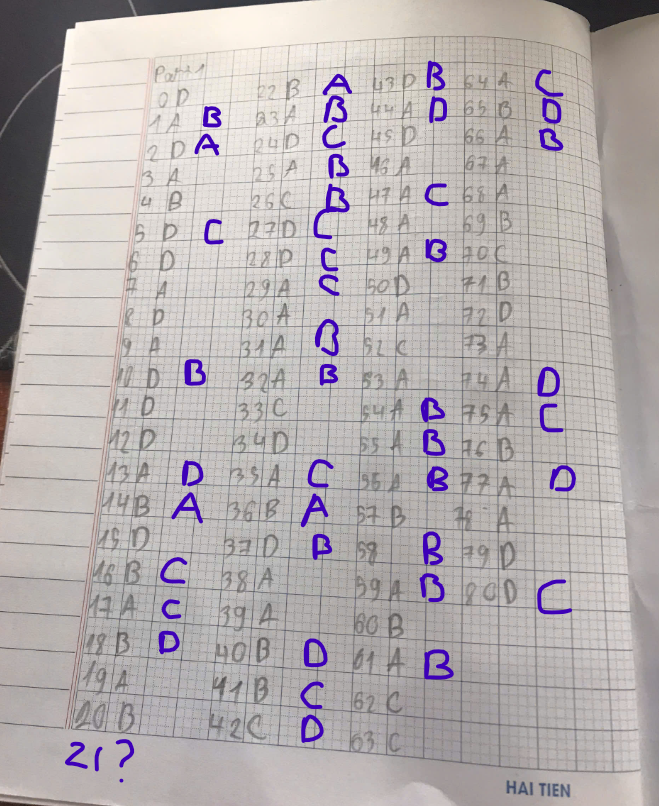 Part 1
0 D 22 B A 43 D B 64 A C
1 A B 23 A B 44 A D 65 B D
2 D A 24 D C 45 D 66 A B
3 A 25 A B 46 A 67 A
4 B 26 C B 47 A C 68 A
5 D C 27 D C 48 A 69 B
6 D 28 D C 49 A B 70 C
7 A 29 A C 50 D 71 B
8 D 30 A 51 A 72 D
9 A 31 A B 52 C 73 A
10 D B 32 A B 53 A 74 A D
11 D 33 C 54 A B 75 A C
12 D 34 D 55 A B 76 B
13 A D 35 A C 56 A B 77 A D
14 B A 36 B A 57 B 78 A
15 D 37 D B 58 B 79 D
16 B C 38 A 59 A B 80 D C
17 A C 39 A 60 B
18 B D 40 B D 61 A B
19 A 41 B C 62 C
20 B 42 C D 63 C
21?
HAI TIEN